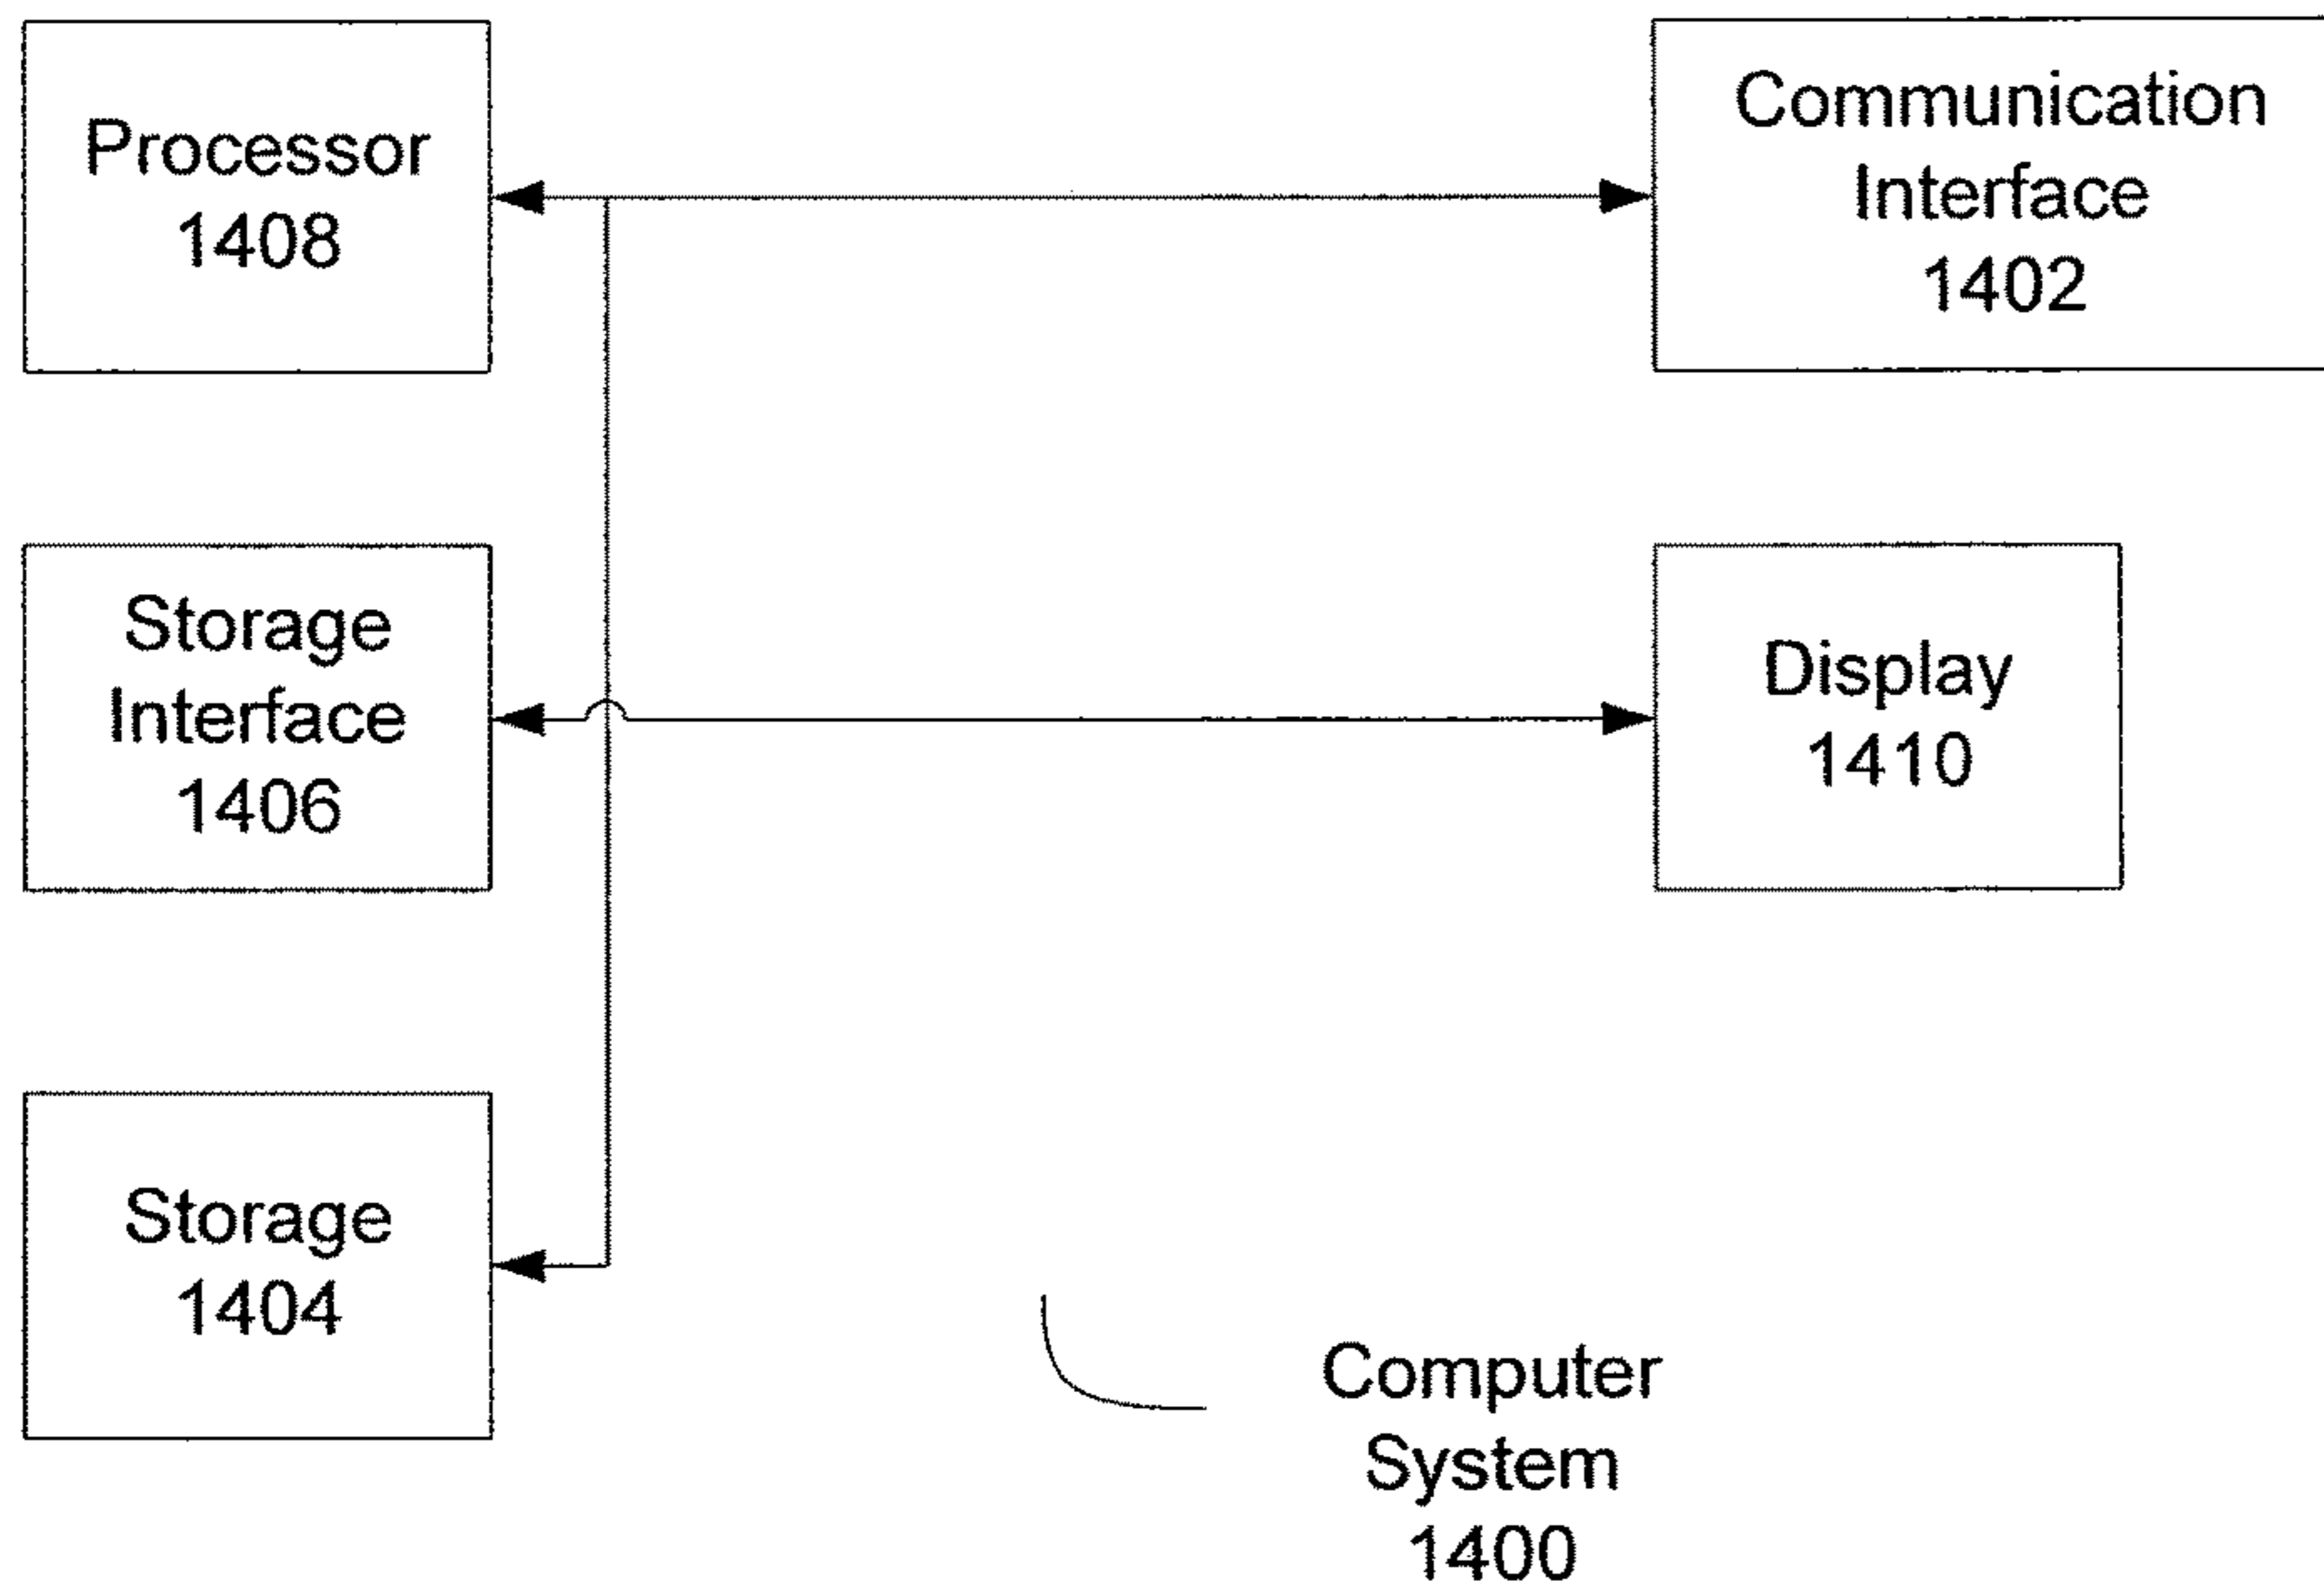 Processor
1408
Communication
Interface
1402
Storage
Interface
1406
Display
1410
Storage
1404
Computer
System
1400